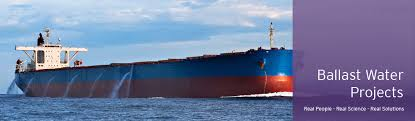 Ballast Water
Projects
Real People - Real Science - Real Solutions